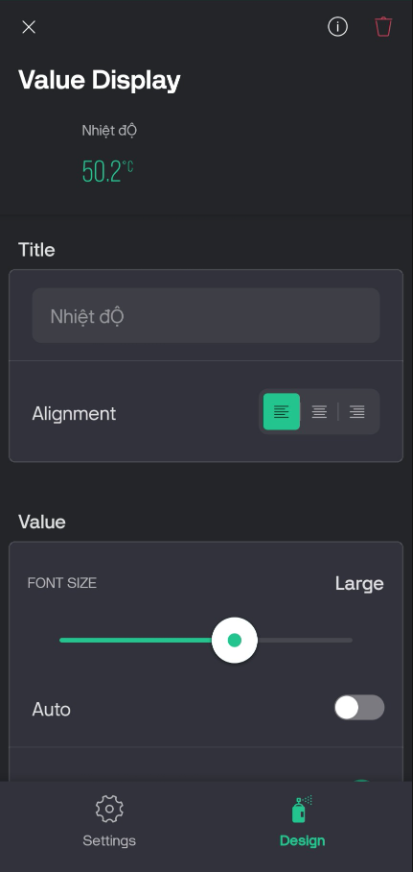 Value Display
Nhiệt độ
50.2°C
Title
Nhiệt độ
Alignment
Value
FONT SIZE
Large
Auto
Settings
Design